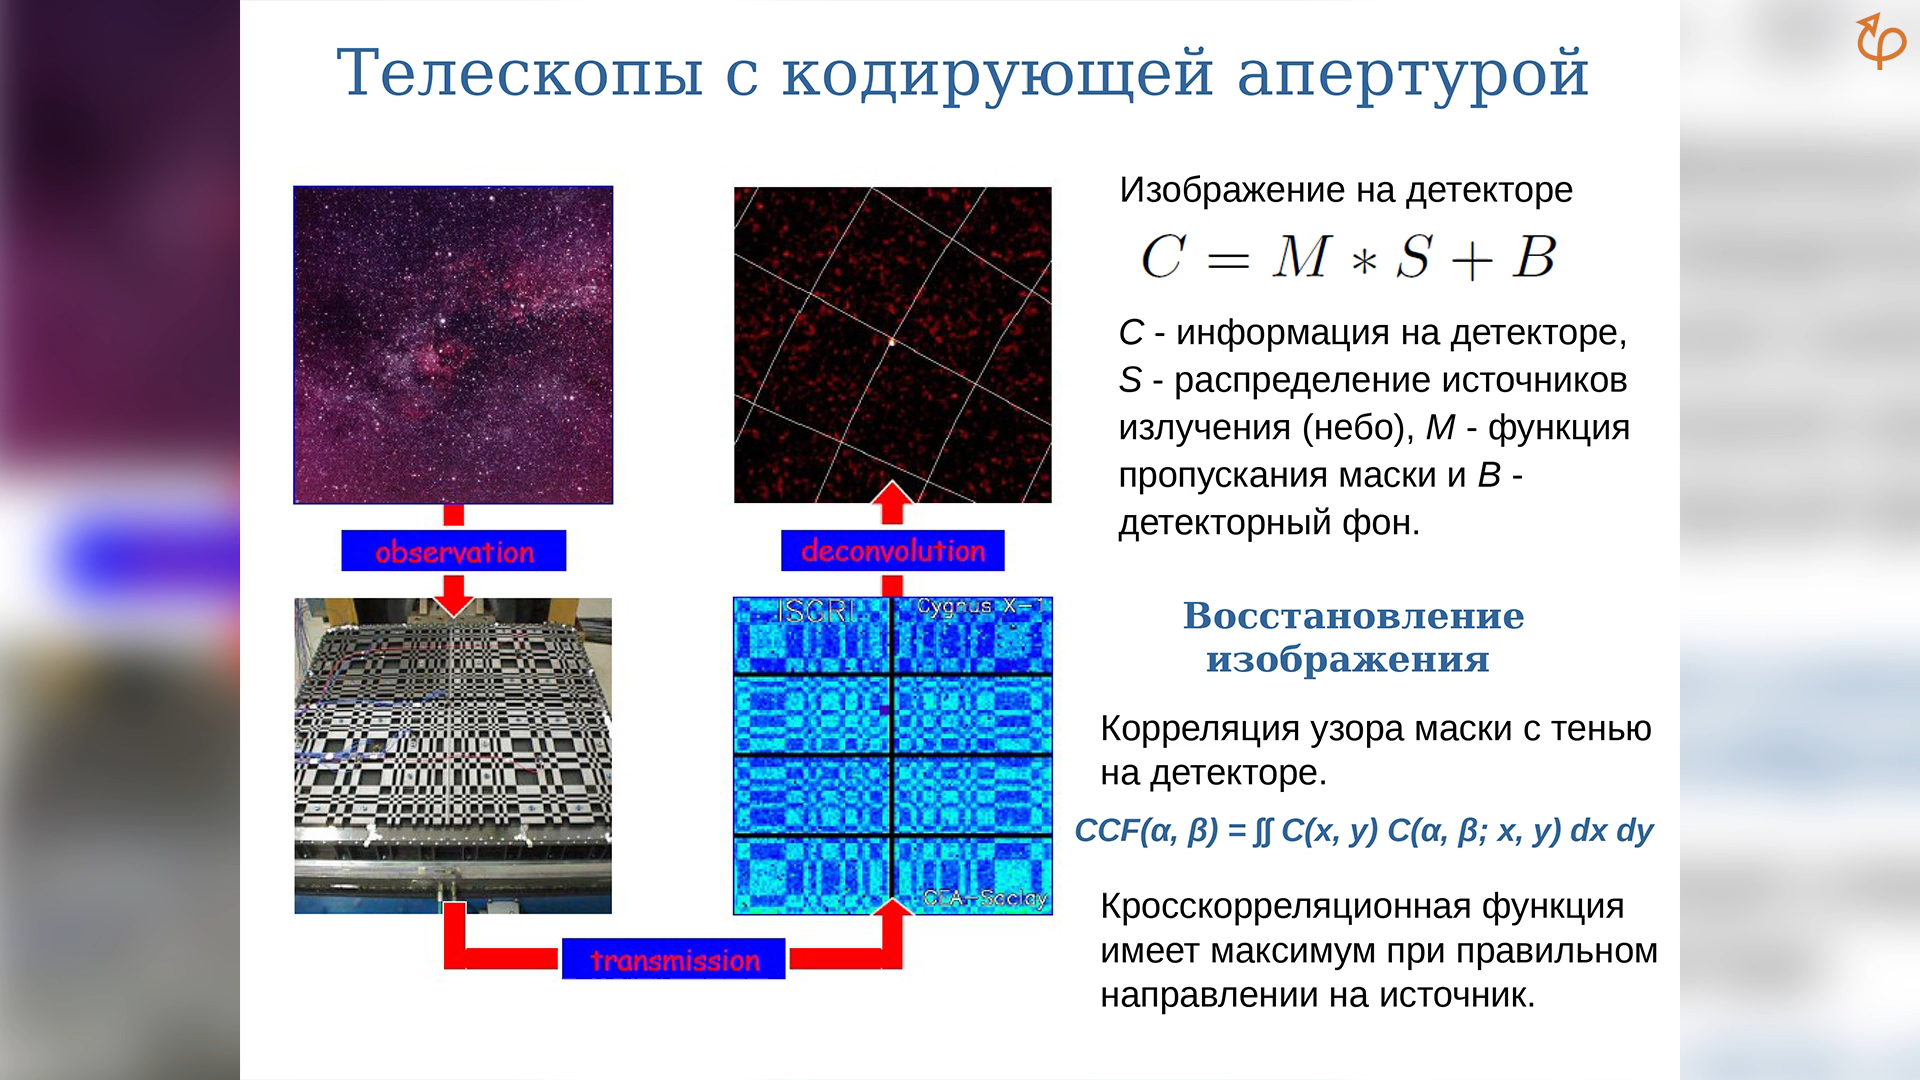 Телескопы с кодирующей апертурой
observation
deconvolution
ISGRI
Cygnus X-1
CEA-Saclay
transmission
Изображение на детекторе
C = M * S + B
C - информация на детекторе,
S - распределение источников
излучения (небо), M - функция
пропускания маски и B -
детекторный фон.
Восстановление
изображения
Корреляция узора маски с тенью
на детекторе.
CCF(α, β) = ∫∫ C(x, y) C(α, β; x, y) dx dy
Кросскорреляционная функция
имеет максимум при правильном
направлении на источник.